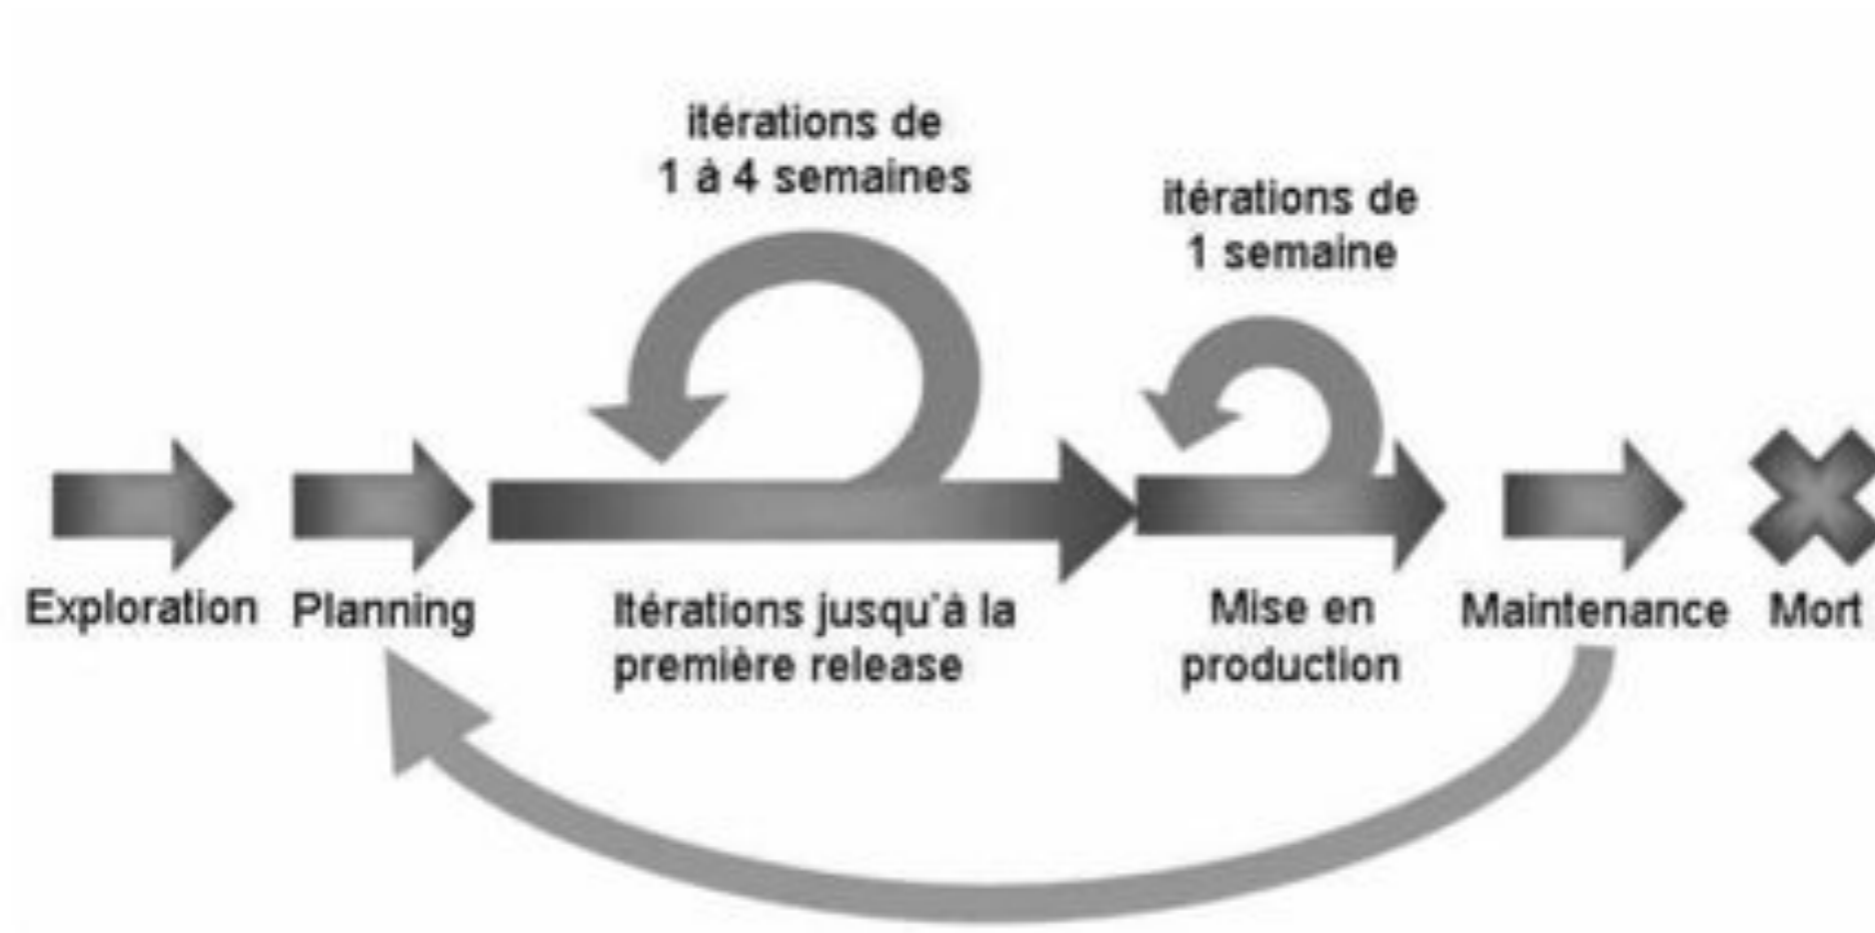 itérations de
1 à 4 semaines
itérations de
1 semaine
Exploration
Planning
Itérations jusqu'à la
première release
Mise en
production
Maintenance
Mort